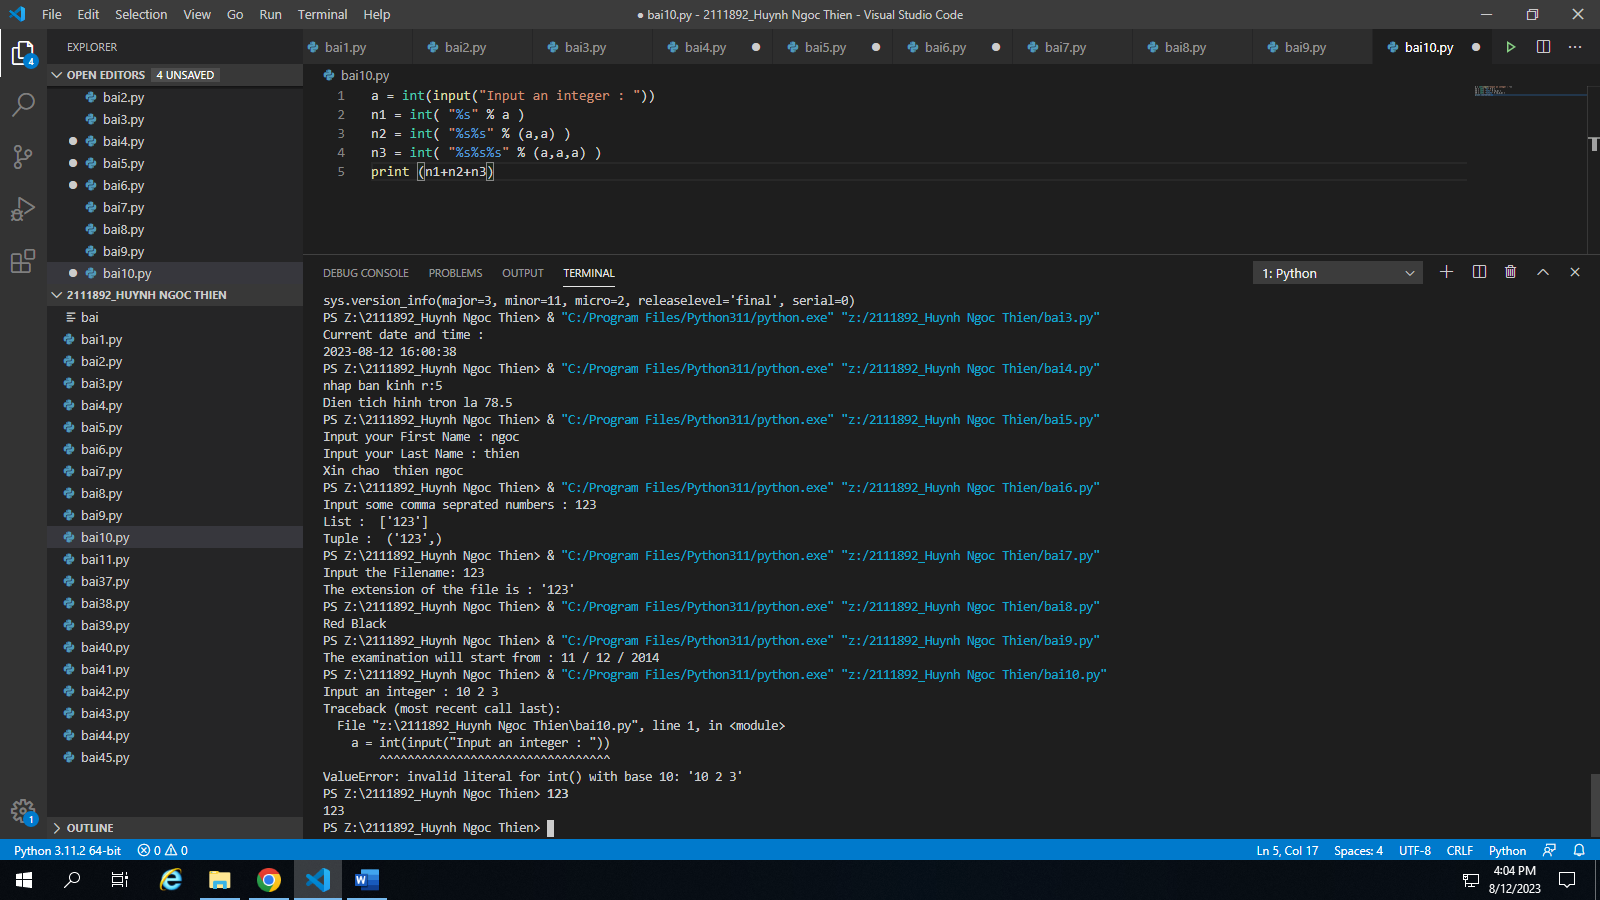 File Edit Selection View Go Run Terminal Help
● bai10.py - 2111892_Huynh Ngoc Thien - Visual Studio Code
4
EXPLORER
OPEN EDITORS 4 UNSAVED
bai2.py
bai3.py
bai4.py
bai5.py
bai6.py
bai7.py
bai8.py
bai9.py
bai10.py
2111892_HUYNH NGOC THIEN
bai
bai1.py
bai2.py
bai3.py
bai4.py
bai5.py
bai6.py
bai7.py
bai8.py
bai9.py
bai10.py
bai11.py
bai37.py
bai38.py
bai39.py
bai40.py
bai41.py
bai42.py
bai43.py
bai44.py
bai45.py
OUTLINE
1
bai1.py bai2.py bai3.py bai4.py bai5.py bai6.py bai7.py bai8.py bai9.py bai10.py
bai10.py
1 a = int(input("Input an integer : "))
2 n1 = int( "%s" % a )
3 n2 = int( "%s%s" % (a,a) )
4 n3 = int( "%s%s%s" % (a,a,a) )
5 print (n1+n2+n3)
DEBUG CONSOLE PROBLEMS OUTPUT TERMINAL
1: Python
sys.version_info(major=3, minor=11, micro=2, releaselevel='final', serial=0)
PS Z:\2111892_Huynh Ngoc Thien> & "C:/Program Files/Python311/python.exe" "z:/2111892_Huynh Ngoc Thien/bai3.py"
Current date and time :
2023-08-12 16:00:38
PS Z:\2111892_Huynh Ngoc Thien> & "C:/Program Files/Python311/python.exe" "z:/2111892_Huynh Ngoc Thien/bai4.py"
nhap ban kinh r:5
Dien tich hinh tron la 78.5
PS Z:\2111892_Huynh Ngoc Thien> & "C:/Program Files/Python311/python.exe" "z:/2111892_Huynh Ngoc Thien/bai5.py"
Input your First Name : ngoc
Input your Last Name : thien
Xin chao  thien ngoc
PS Z:\2111892_Huynh Ngoc Thien> & "C:/Program Files/Python311/python.exe" "z:/2111892_Huynh Ngoc Thien/bai6.py"
Input some comma seprated numbers : 123
List :  ['123']
Tuple :  ('123',)
PS Z:\2111892_Huynh Ngoc Thien> & "C:/Program Files/Python311/python.exe" "z:/2111892_Huynh Ngoc Thien/bai7.py"
Input the Filename: 123
The extension of the file is : '123'
PS Z:\2111892_Huynh Ngoc Thien> & "C:/Program Files/Python311/python.exe" "z:/2111892_Huynh Ngoc Thien/bai8.py"
Red Black
PS Z:\2111892_Huynh Ngoc Thien> & "C:/Program Files/Python311/python.exe" "z:/2111892_Huynh Ngoc Thien/bai9.py"
The examination will start from : 11 / 12 / 2014
PS Z:\2111892_Huynh Ngoc Thien> & "C:/Program Files/Python311/python.exe" "z:/2111892_Huynh Ngoc Thien/bai10.py"
Input an integer : 10 2 3
Traceback (most recent call last):
  File "z:\2111892_Huynh Ngoc Thien\bai10.py", line 1, in <module>
    a = int(input("Input an integer : "))
        ^^^^^^^^^^^^^^^^^^^^^^^^^^^^^^^^^
ValueError: invalid literal for int() with base 10: '10 2 3'
PS Z:\2111892_Huynh Ngoc Thien> 123
123
PS Z:\2111892_Huynh Ngoc Thien>
Python 3.11.2 64-bit 0 0
Ln 5, Col 17 Spaces: 4 UTF-8 CRLF Python
4:04 PM
8/12/2023